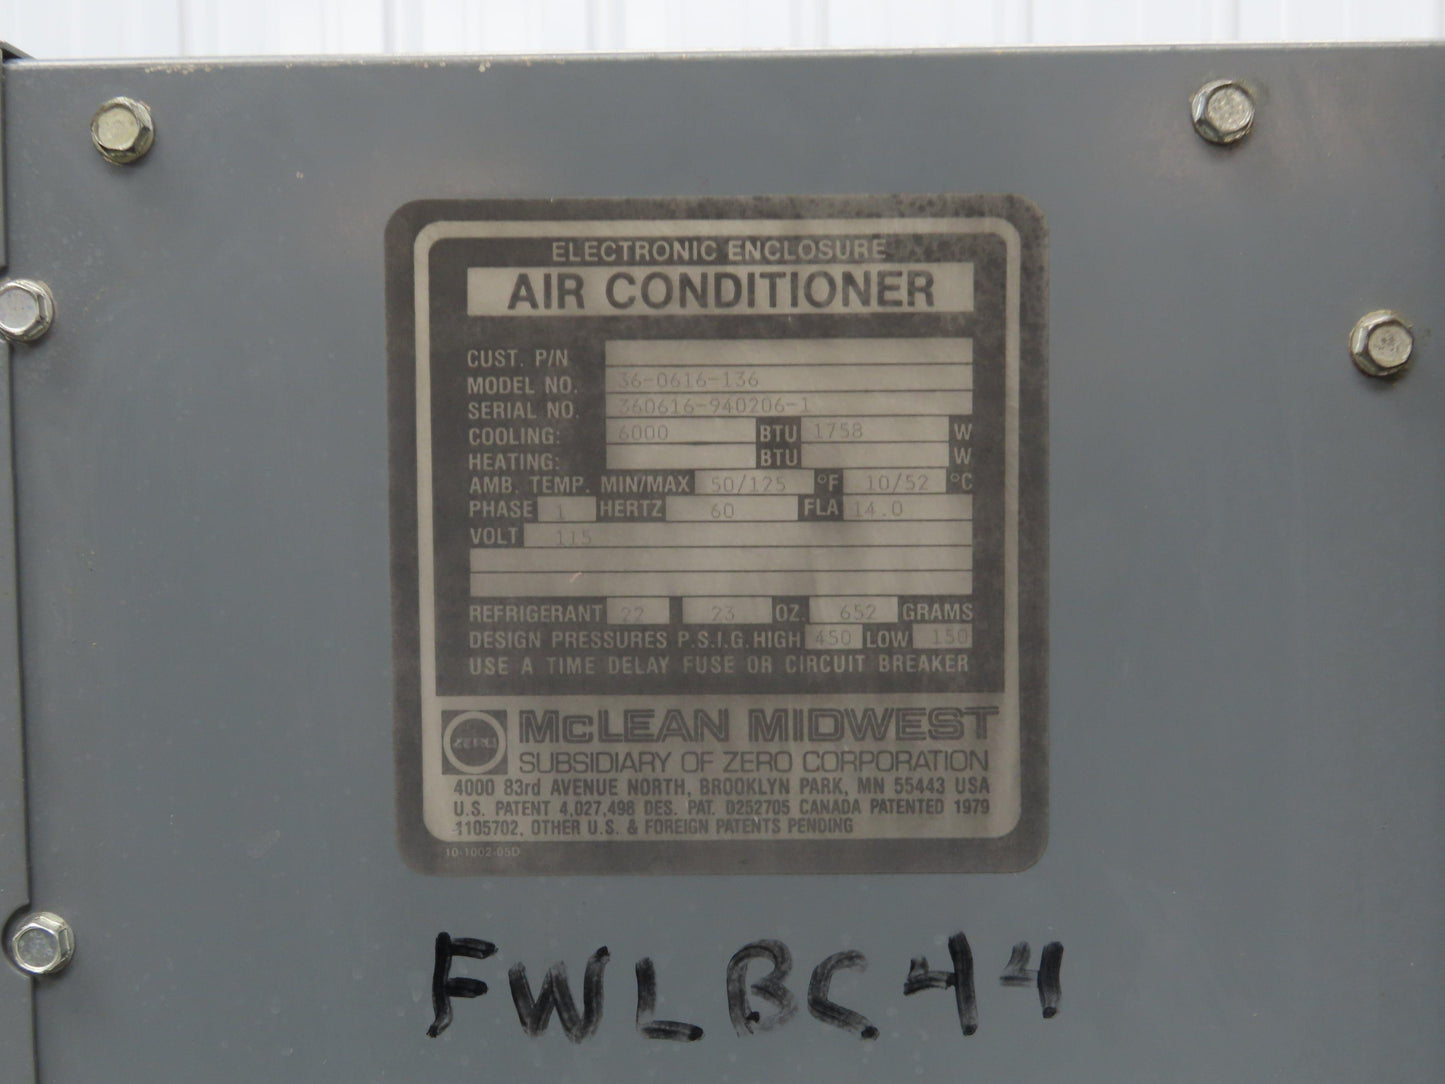 ELECTRONIC ENCLOSURE
AIR CONDITIONER
CUST. P/N
MODEL NO. 36-0616-136
SERIAL NO. 360616-940206-1
COOLING: 6000 BTU 1758 W
HEATING: BTU W
AMB. TEMP. MIN/MAX 50/125 °F 10/52 °C
PHASE 1 HERTZ 60 FLA 14.0
VOLT 115
REFRIGERANT 22 23 OZ. 652 GRAMS
DESIGN PRESSURES P.S.I.G. HIGH 450 LOW 150
USE A TIME DELAY FUSE OR CIRCUIT BREAKER
ZERO McLEAN MIDWEST
SUBSIDIARY OF ZERO CORPORATION
4000 83rd AVENUE NORTH, BROOKLYN PARK, MN 55443 USA
U.S. PATENT 4,027,498 DES. PAT. D252705 CANADA PATENTED 1979
1105702, OTHER U.S. & FOREIGN PATENTS PENDING
10-1002-05D
FWLBC44